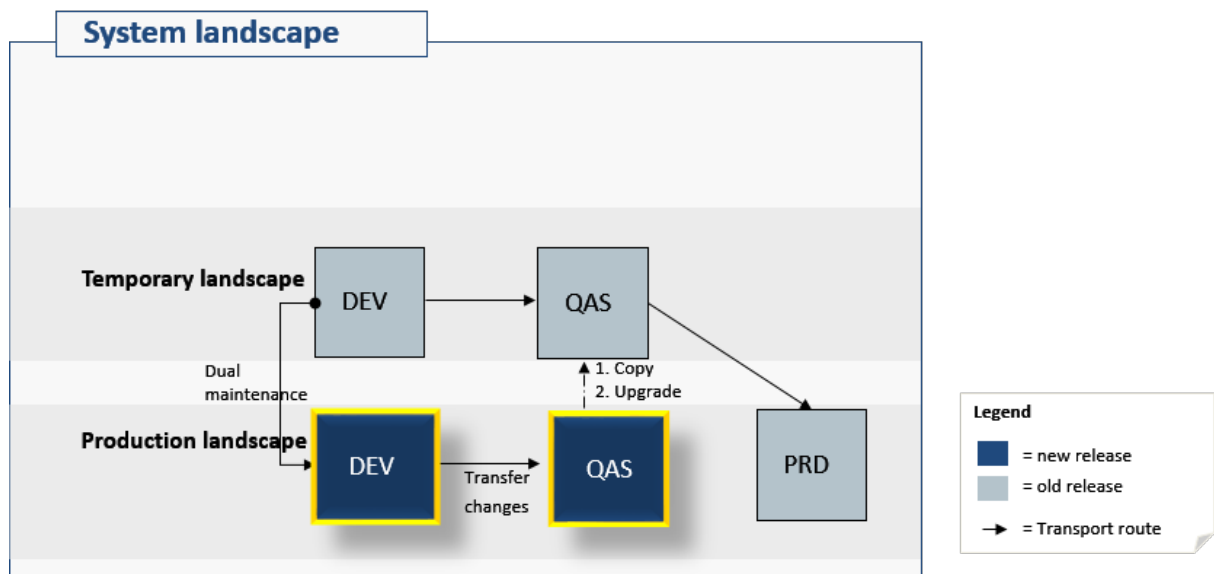 System landscape
Temporary landscape
DEV
QAS
Dual
maintenance
1. Copy
2. Upgrade
Production landscape
DEV
Transfer
changes
QAS
PRD
Legend
= new release
= old release
= Transport route